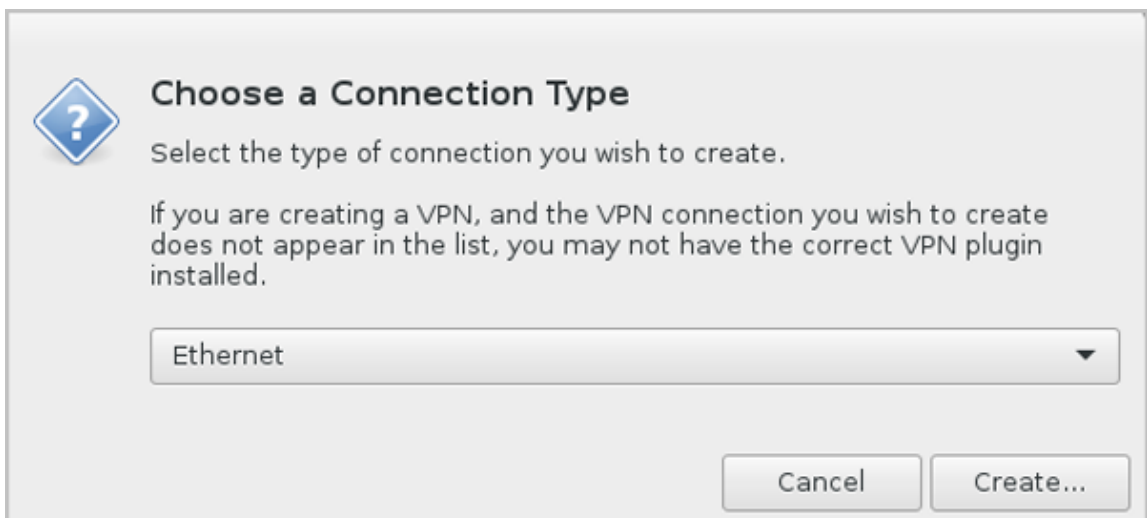 ?
Choose a Connection Type
Select the type of connection you wish to create.
If you are creating a VPN, and the VPN connection you wish to create
does not appear in the list, you may not have the correct VPN plugin
installed.
Ethernet
Cancel
Create...